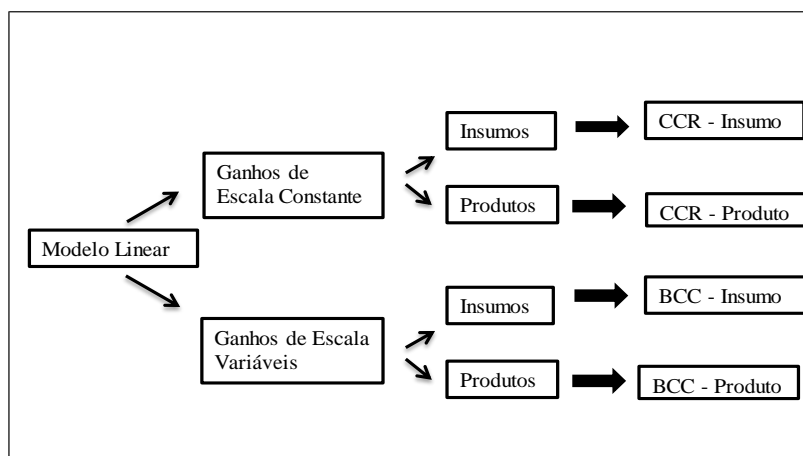 Modelo Linear
Ganhos de
Escala Constante
Insumos
CCR - Insumo
Produtos
CCR - Produto
Ganhos de Escala
Variáveis
Insumos
BCC - Insumo
Produtos
BCC - Produto